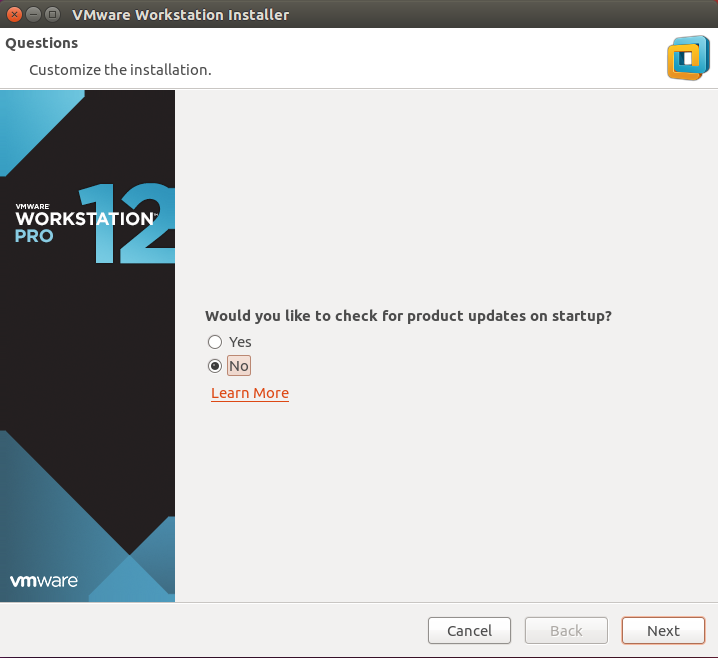 VMware Workstation Installer
Questions
Customize the installation.
VMWARE
WORKSTATION™
PRO
12
Would you like to check for product updates on startup?
Yes
No
Learn More
vmware
Cancel
Back
Next